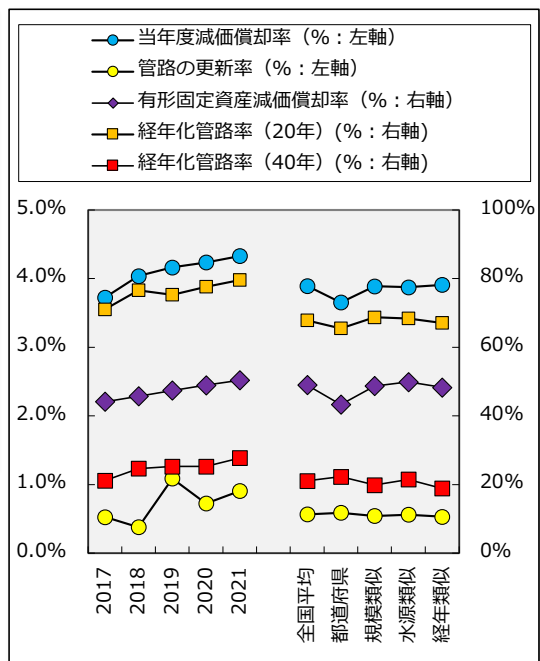 当年度減価償却率（%：左軸）
管路の更新率（%：左軸）
有形固定資産減価償却率（%：右軸）
経年化管路率（20年）(%：右軸)
経年化管路率（40年）(%：右軸)
5.0% 100%
4.0% 80%
3.0% 60%
2.0% 40%
1.0% 20%
0.0% 0%
2017
2018
2019
2020
2021
全国平均
都道府県
規模類似
水源類似
経年類似